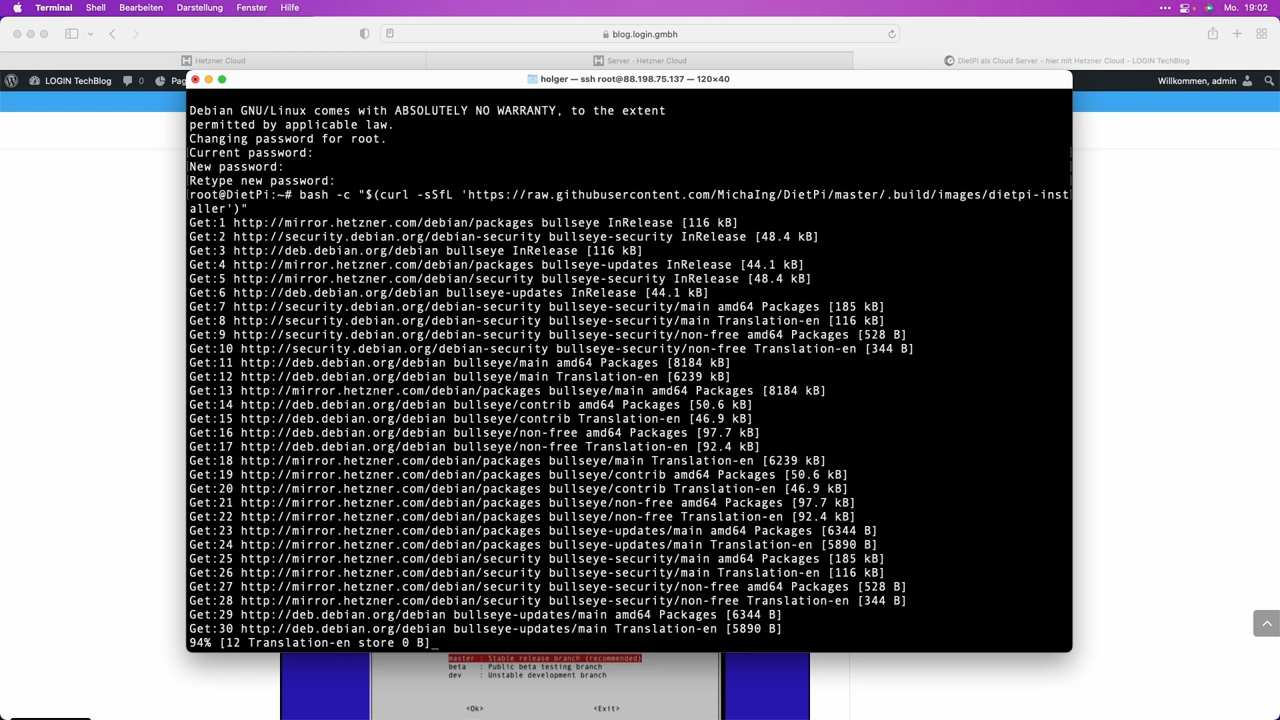 Terminal Shell Bearbeiten Darstellung Fenster Hilfe Mo. 19:02
blog.login.gmbh
Hetzner Cloud Server - Hetzner Cloud DietPi als Cloud Server - hier mit Hetzner Cloud - LOGIN TechBlog
LOGIN TechBlog 0 Pag Willkommen, admin
holger — ssh root@88.198.75.137 — 120×40
Debian GNU/Linux comes with ABSOLUTELY NO WARRANTY, to the extent
permitted by applicable law.
Changing password for root.
Current password:
New password:
Retype new password:
root@DietPi:~# bash -c "$(curl -sSfL 'https://raw.githubusercontent.com/MichaIng/DietPi/master/.build/images/dietpi-inst
aller')"
Get:1 http://mirror.hetzner.com/debian/packages bullseye InRelease [116 kB]
Get:2 http://security.debian.org/debian-security bullseye-security InRelease [48.4 kB]
Get:3 http://deb.debian.org/debian bullseye InRelease [116 kB]
Get:4 http://mirror.hetzner.com/debian/packages bullseye-updates InRelease [44.1 kB]
Get:5 http://mirror.hetzner.com/debian/security bullseye-security InRelease [48.4 kB]
Get:6 http://deb.debian.org/debian bullseye-updates InRelease [44.1 kB]
Get:7 http://security.debian.org/debian-security bullseye-security/main amd64 Packages [185 kB]
Get:8 http://security.debian.org/debian-security bullseye-security/main Translation-en [116 kB]
Get:9 http://security.debian.org/debian-security bullseye-security/non-free amd64 Packages [528 B]
Get:10 http://security.debian.org/debian-security bullseye-security/non-free Translation-en [344 B]
Get:11 http://deb.debian.org/debian bullseye/main amd64 Packages [8184 kB]
Get:12 http://deb.debian.org/debian bullseye/main Translation-en [6239 kB]
Get:13 http://mirror.hetzner.com/debian/packages bullseye/main amd64 Packages [8184 kB]
Get:14 http://deb.debian.org/debian bullseye/contrib amd64 Packages [50.6 kB]
Get:15 http://deb.debian.org/debian bullseye/contrib Translation-en [46.9 kB]
Get:16 http://deb.debian.org/debian bullseye/non-free amd64 Packages [97.7 kB]
Get:17 http://deb.debian.org/debian bullseye/non-free Translation-en [92.4 kB]
Get:18 http://mirror.hetzner.com/debian/packages bullseye/main Translation-en [6239 kB]
Get:19 http://mirror.hetzner.com/debian/packages bullseye/contrib amd64 Packages [50.6 kB]
Get:20 http://mirror.hetzner.com/debian/packages bullseye/contrib Translation-en [46.9 kB]
Get:21 http://mirror.hetzner.com/debian/packages bullseye/non-free amd64 Packages [97.7 kB]
Get:22 http://mirror.hetzner.com/debian/packages bullseye/non-free Translation-en [92.4 kB]
Get:23 http://mirror.hetzner.com/debian/packages bullseye-updates/main amd64 Packages [6344 B]
Get:24 http://mirror.hetzner.com/debian/packages bullseye-updates/main Translation-en [5890 B]
Get:25 http://mirror.hetzner.com/debian/security bullseye-security/main amd64 Packages [185 kB]
Get:26 http://mirror.hetzner.com/debian/security bullseye-security/main Translation-en [116 kB]
Get:27 http://mirror.hetzner.com/debian/security bullseye-security/non-free amd64 Packages [528 B]
Get:28 http://mirror.hetzner.com/debian/security bullseye-security/non-free Translation-en [344 B]
Get:29 http://deb.debian.org/debian bullseye-updates/main amd64 Packages [6344 B]
Get:30 http://deb.debian.org/debian bullseye-updates/main Translation-en [5890 B]
94% [12 Translation-en store 0 B]
master : Stable release branch (recommended)
beta : Public beta testing branch
dev : Unstable development branch
<Ok> <Exit>